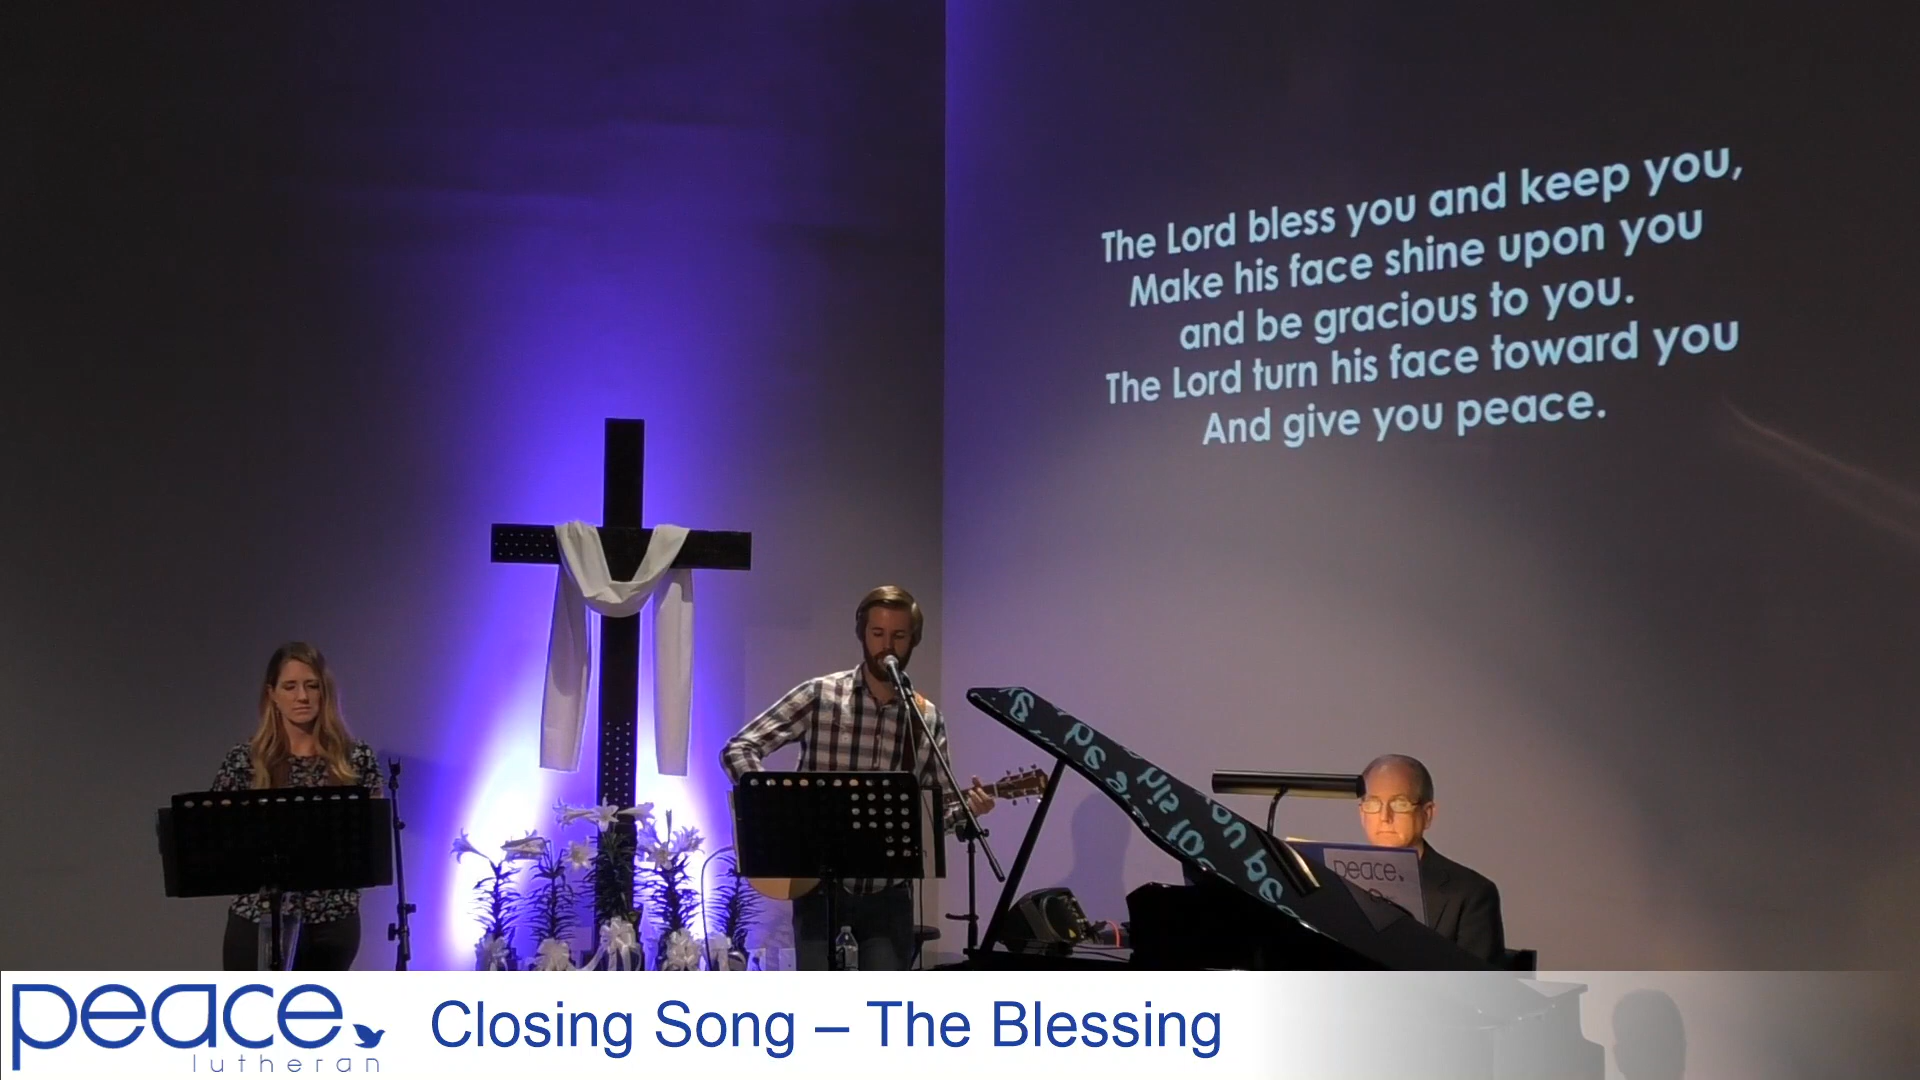 The Lord bless you and keep you,
Make his face shine upon you
and be gracious to you.
The Lord turn his face toward you
And give you peace.
peace.
peace.
lutheran
Closing Song – The Blessing